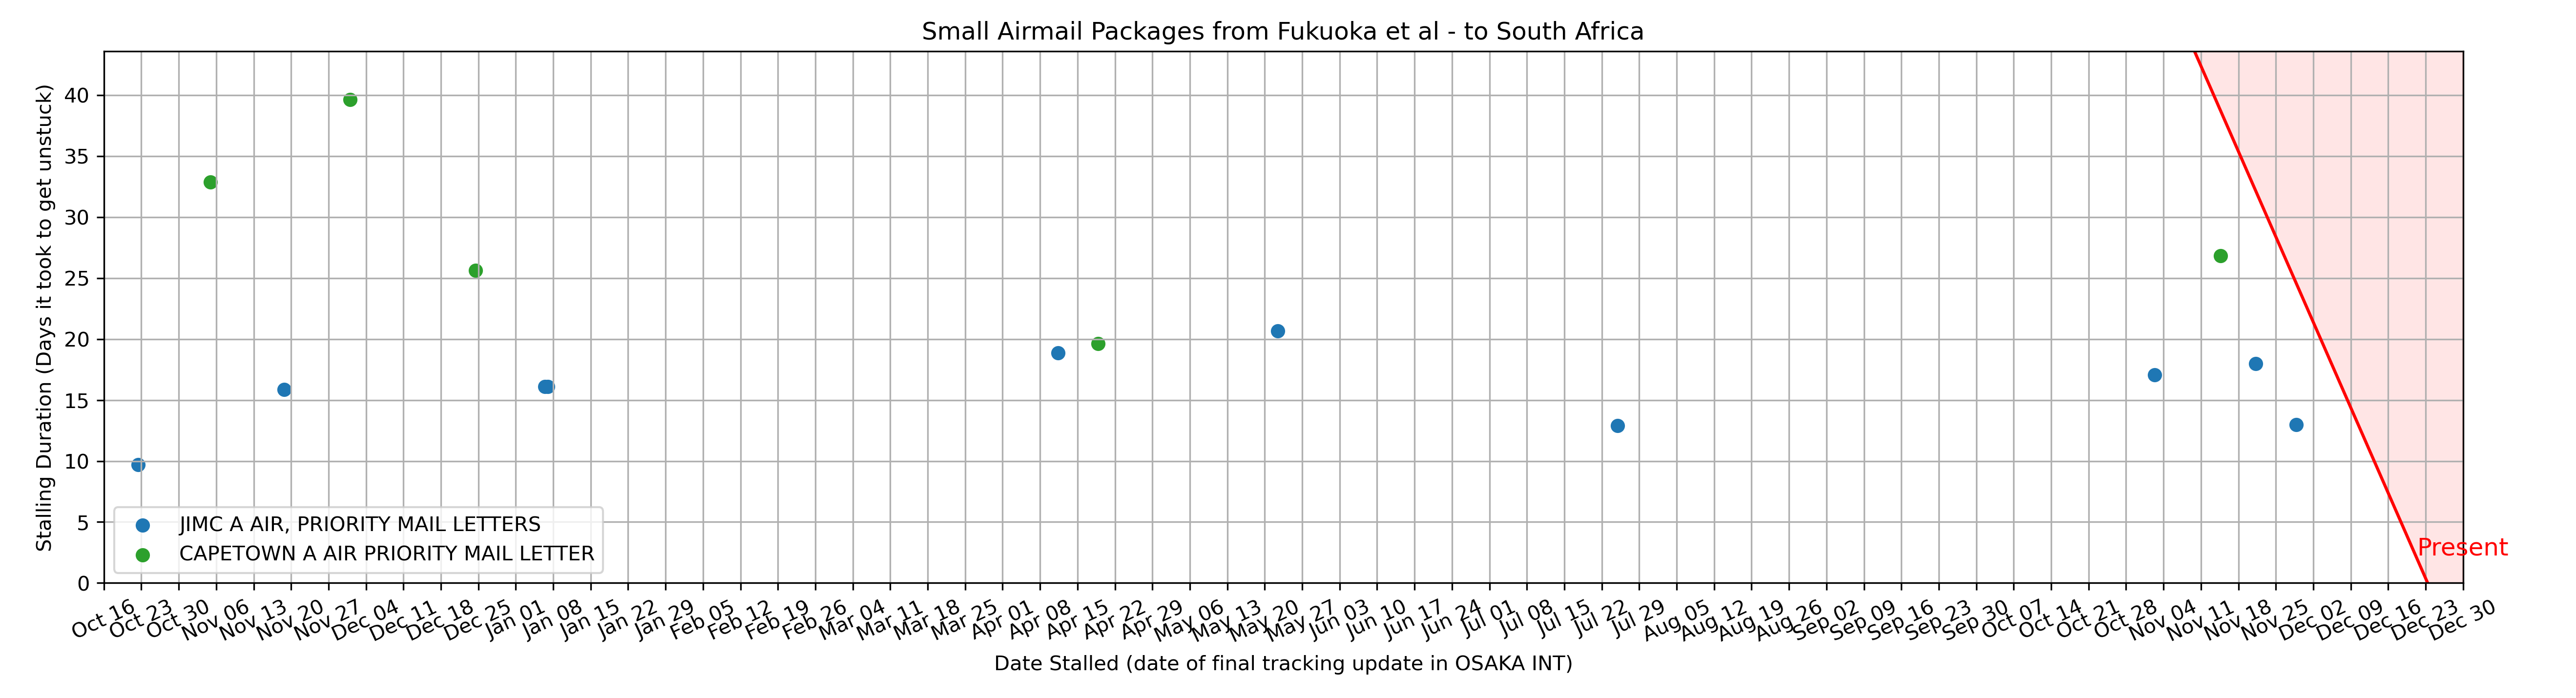 Small Airmail Packages from Fukuoka et al - to South Africa
Stalling Duration (Days it took to get unstuck)
40
35
30
25
20
15
10
5
0
JIMC A AIR, PRIORITY MAIL LETTERS
CAPETOWN A AIR PRIORITY MAIL LETTER
Present
Oct 16
Oct 23
Oct 30
Nov 06
Nov 13
Nov 20
Nov 27
Dec 04
Dec 11
Dec 18
Dec 25
Jan 01
Jan 08
Jan 15
Jan 22
Jan 29
Feb 05
Feb 12
Feb 19
Feb 26
Mar 04
Mar 11
Mar 18
Mar 25
Apr 01
Apr 08
Apr 15
Apr 22
Apr 29
May 06
May 13
May 20
May 27
Jun 03
Jun 10
Jun 17
Jun 24
Jul 01
Jul 08
Jul 15
Jul 22
Jul 29
Aug 05
Aug 12
Aug 19
Aug 26
Sep 02
Sep 09
Sep 16
Sep 23
Sep 30
Oct 07
Oct 14
Oct 21
Oct 28
Nov 04
Nov 11
Nov 18
Nov 25
Dec 02
Dec 09
Dec 16
Dec 23
Dec 30
Date Stalled (date of final tracking update in OSAKA INT)